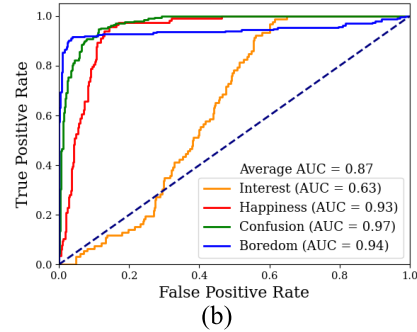 1.0
0.8
0.6
0.4
0.2
0.0
True Positive Rate
Average AUC = 0.87
Interest (AUC = 0.63)
Happiness (AUC = 0.93)
Confusion (AUC = 0.97)
Boredom (AUC = 0.94)
0.0 0.2 0.4 0.6 0.8 1.0
False Positive Rate
(b)